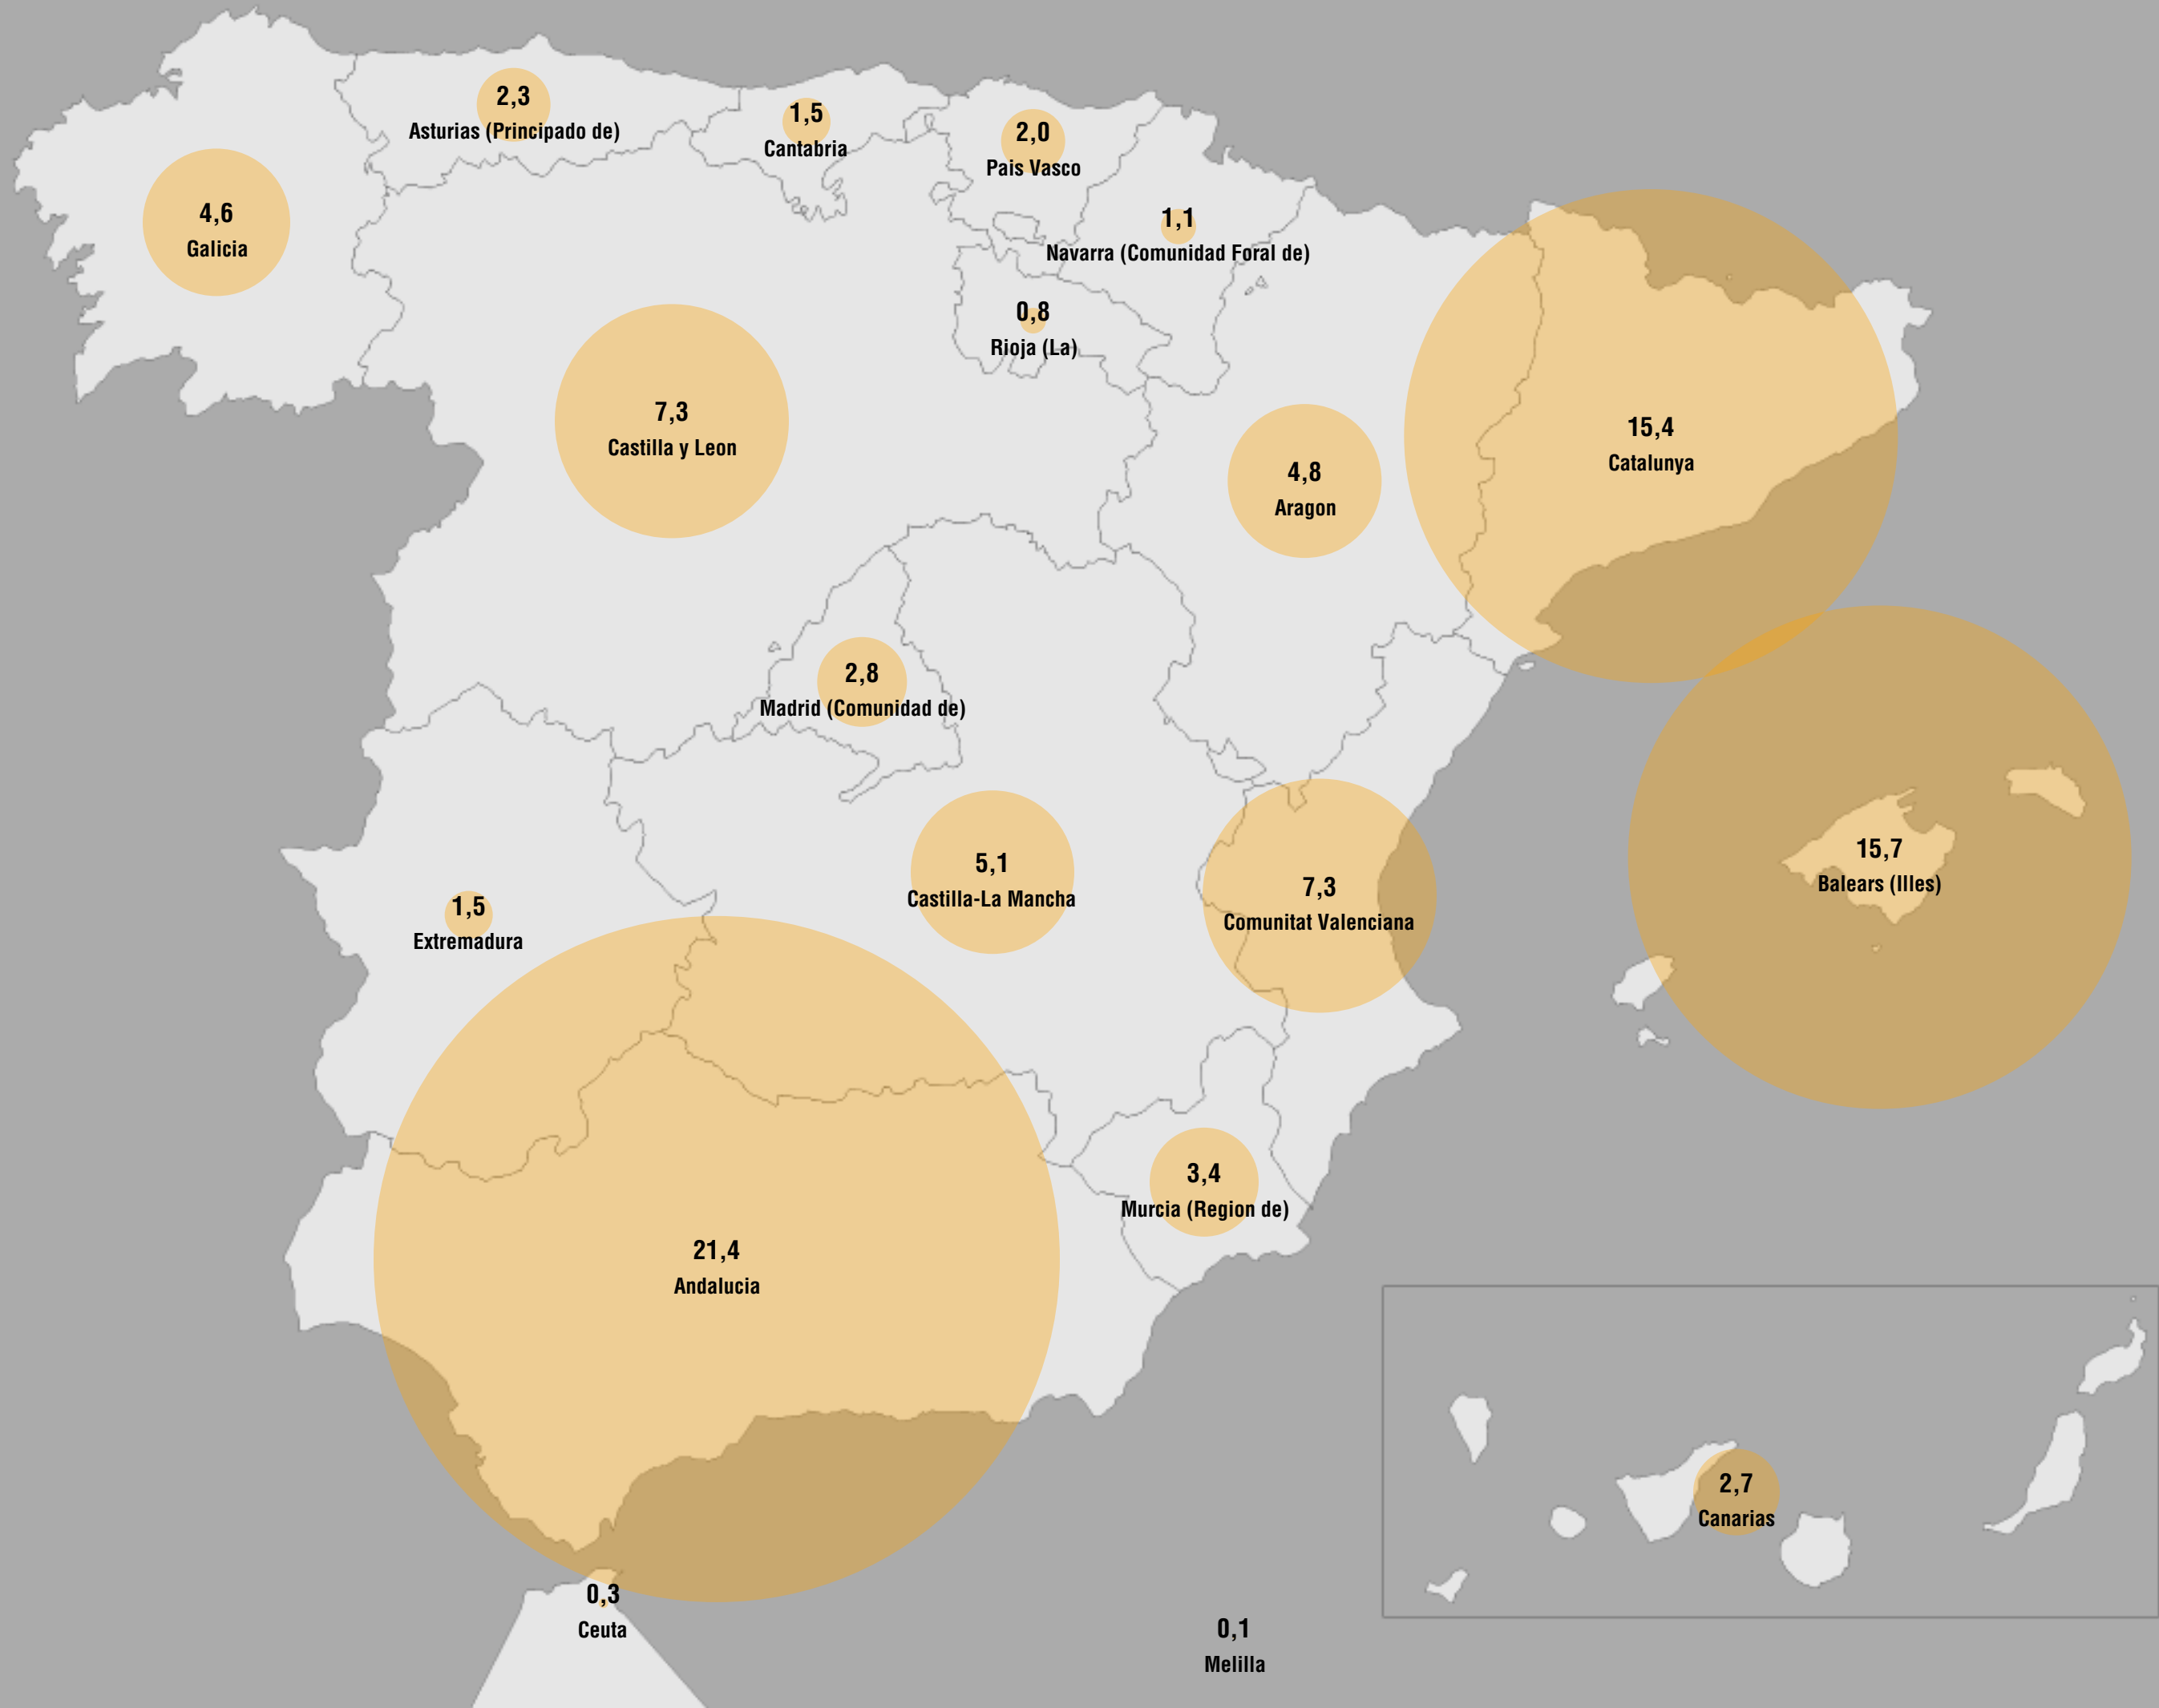 2,3
Asturias (Principado de)
1,5
Cantabria
2,0
Pais Vasco
4,6
Galicia
1,1
Navarra (Comunidad Foral de)
0,8
Rioja (La)
7,3
Castilla y Leon
15,4
Catalunya
4,8
Aragon
2,8
Madrid (Comunidad de)
15,7
Balears (Illes)
5,1
Castilla-La Mancha
7,3
Comunitat Valenciana
1,5
Extremadura
3,4
Murcia (Region de)
21,4
Andalucia
2,7
Canarias
0,3
Ceuta
0,1
Melilla